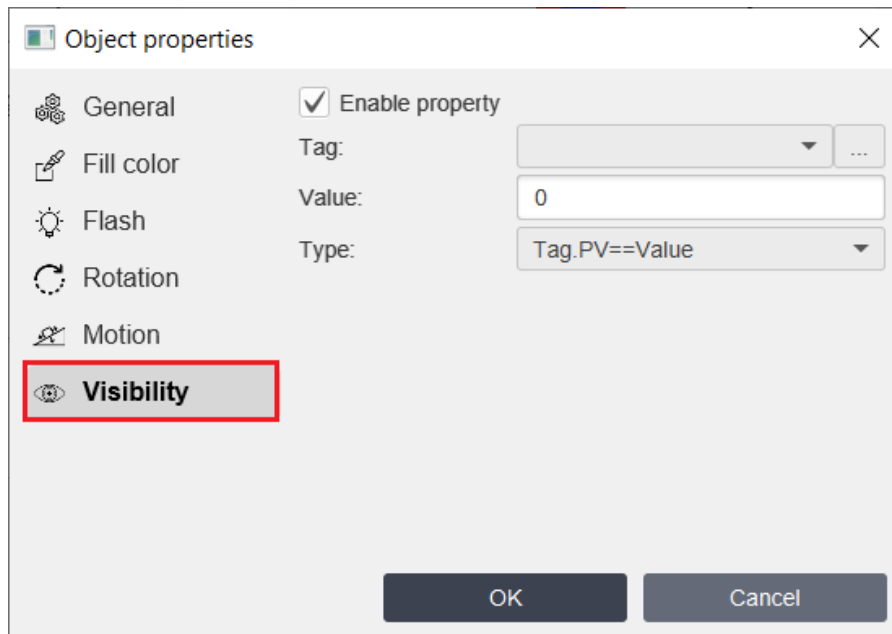 Object properties
General
Fill color
Flash
Rotation
Motion
Visibility
Enable property
Tag:
...
Value:
0
Type:
Tag.PV==Value
OK
Cancel